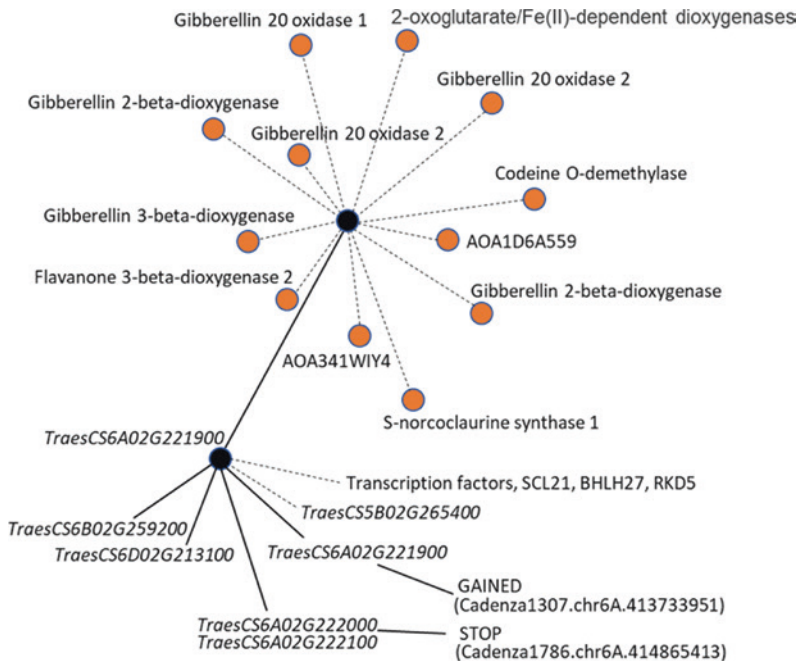 Gibberellin 20 oxidase 1
2-oxoglutarate/Fe(II)-dependent dioxygenases
Gibberellin 20 oxidase 2
Gibberellin 2-beta-dioxygenase
Gibberellin 20 oxidase 2
Codeine O-demethylase
Gibberellin 3-beta-dioxygenase
AOA1D6A559
Flavanone 3-beta-dioxygenase 2
Gibberellin 2-beta-dioxygenase
AOA341WIY4
S-norcoclaurine synthase 1
TraesCS6A02G221900
Transcription factors, SCL21, BHLH27, RKD5
TraesCS5B02G265400
TraesCS6B02G259200
TraesCS6D02G213100
TraesCS6A02G221900
GAINED
(Cadenza1307.chr6A.413733951)
TraesCS6A02G222000
TraesCS6A02G222100
STOP
(Cadenza1786.chr6A.414865413)